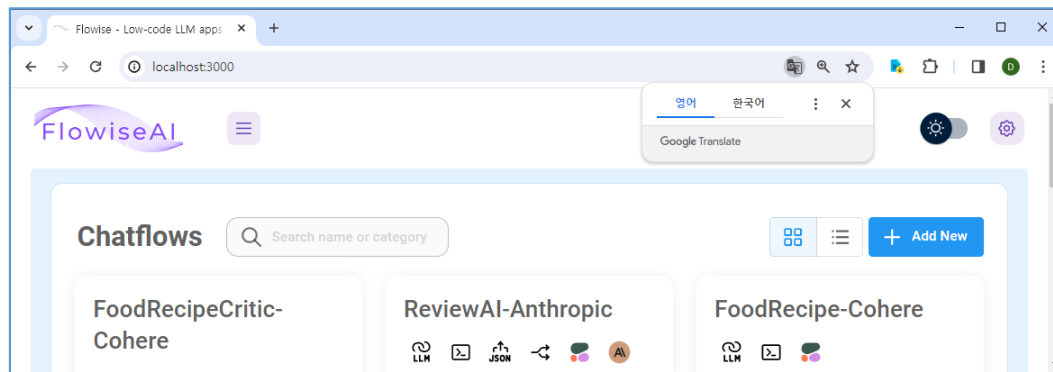 Flowise - Low-code LLM apps
localhost:3000
영어 한국어
Google Translate
FlowiseAI
Chatflows
Search name or category
Add New
FoodRecipeCritic-
Cohere
ReviewAI-Anthropic
LLM JSON AI
FoodRecipe-Cohere
LLM
D